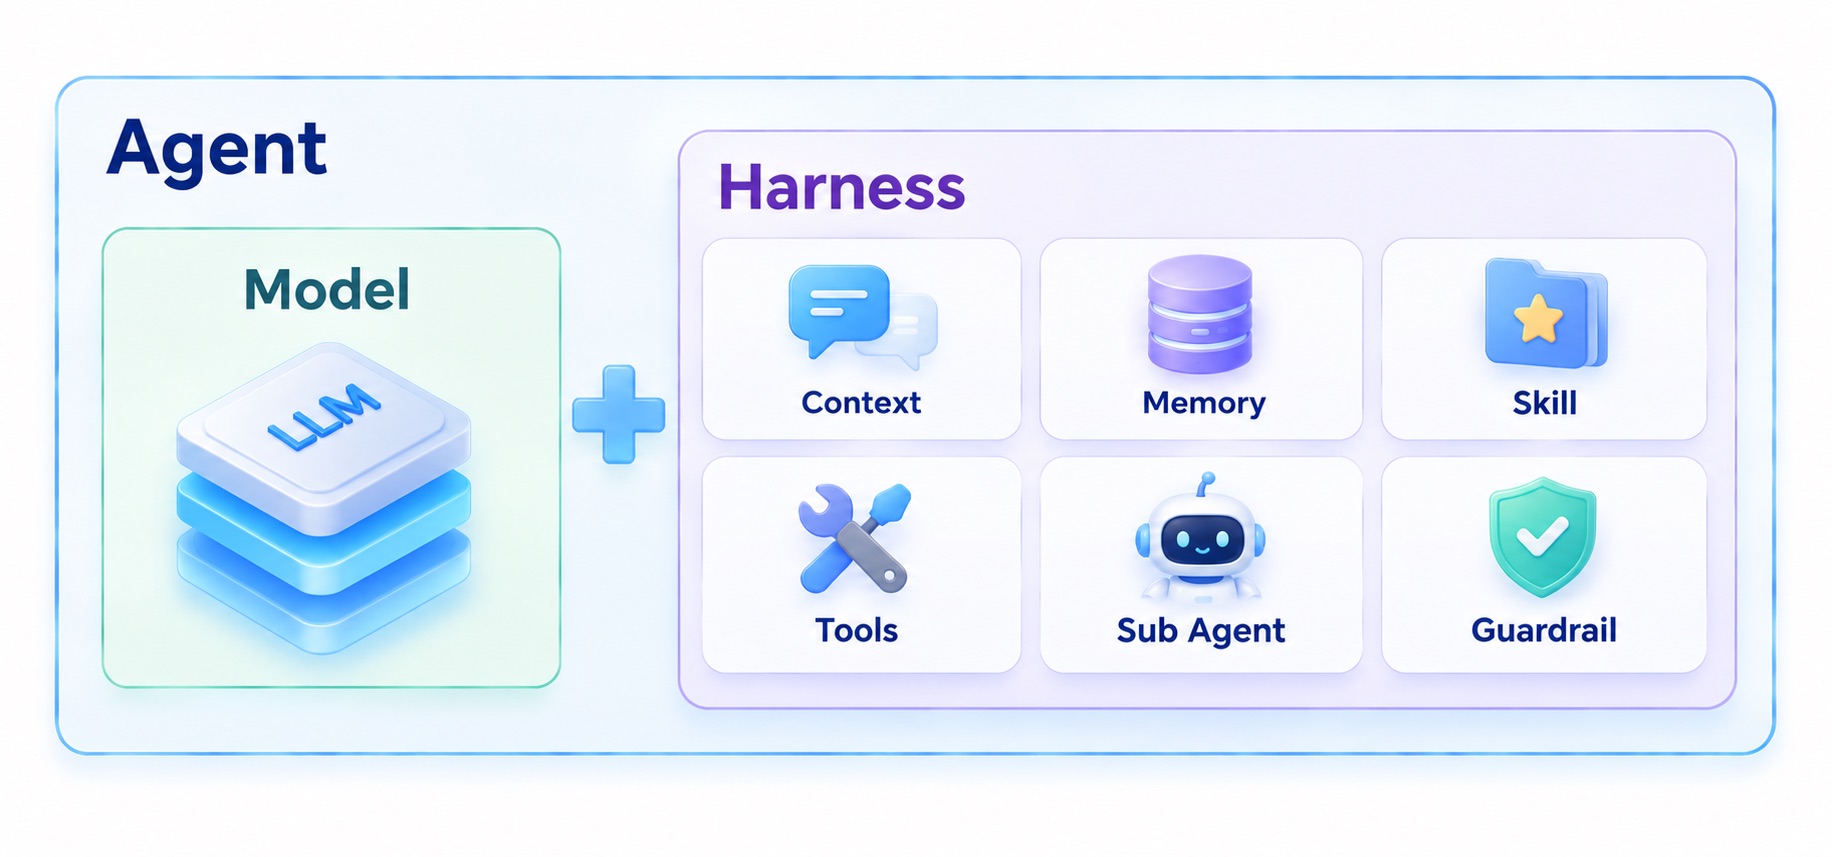 Agent
Harness
Model
LLM
Context
Memory
Skill
Tools
Sub Agent
Guardrail